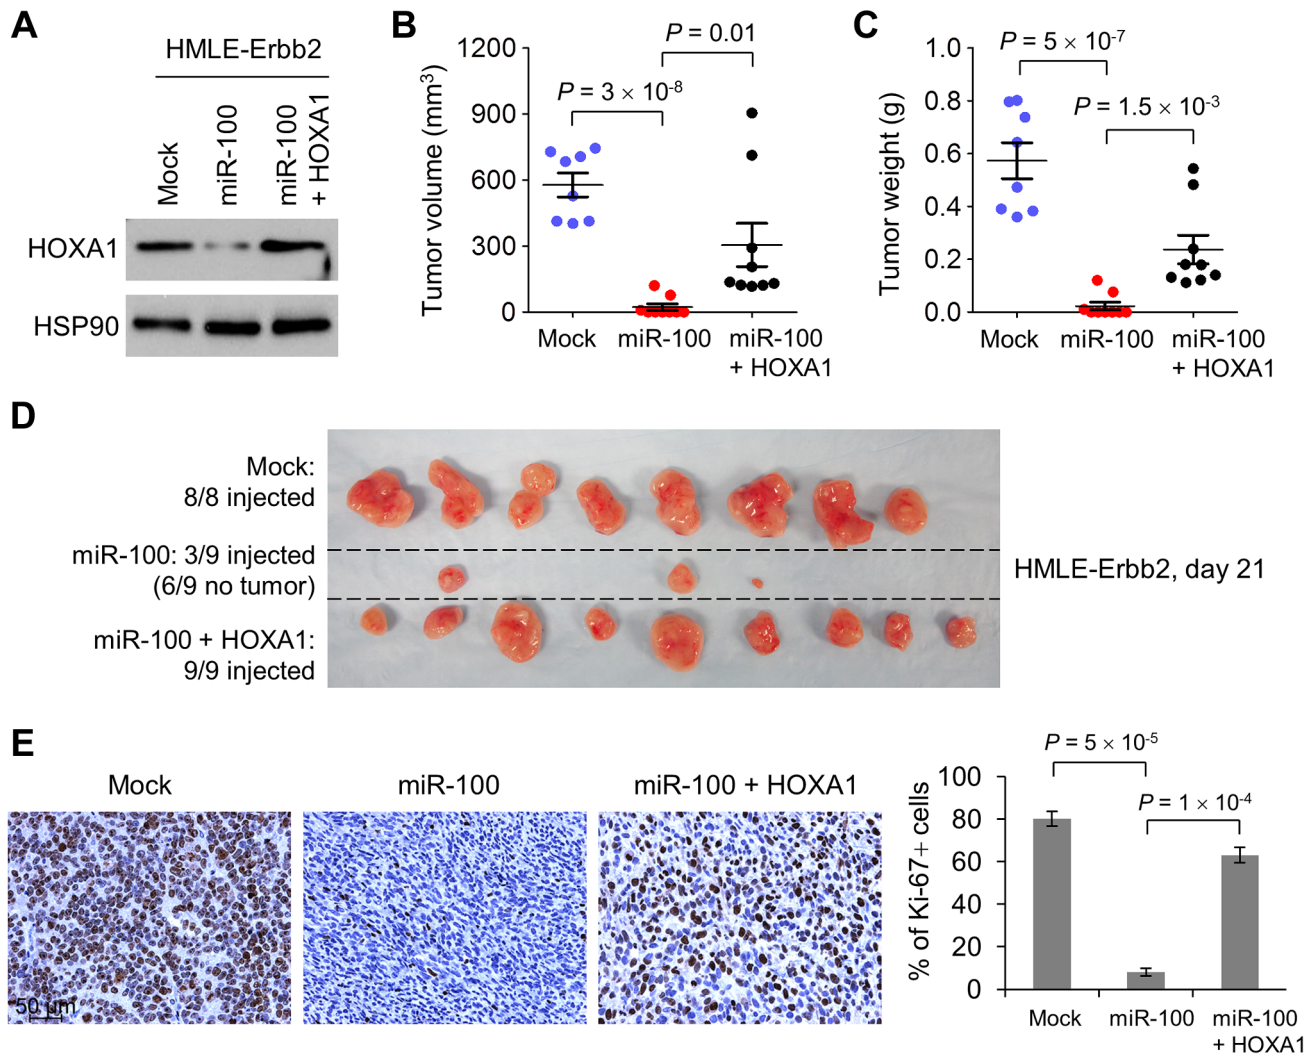 A
HMLE-Erbb2
Mock
miR-100
miR-100
+ HOXA1
HOXA1
HSP90
B
P = 0.01
P = 3 × 10-8
Tumor volume (mm3)
1200
900
600
300
0
Mock
miR-100
miR-100
+ HOXA1
C
P = 5 × 10-7
P = 1.5 × 10-3
Tumor weight (g)
1.0
0.8
0.6
0.4
0.2
0.0
Mock
miR-100
miR-100
+ HOXA1
D
Mock:
8/8 injected
miR-100: 3/9 injected
(6/9 no tumor)
miR-100 + HOXA1:
9/9 injected
HMLE-Erbb2, day 21
E
Mock
miR-100
miR-100 + HOXA1
50 µm
P = 5 × 10-5
P = 1 × 10-4
% of Ki-67+ cells
100
80
60
40
20
0
Mock
miR-100
miR-100
+ HOXA1